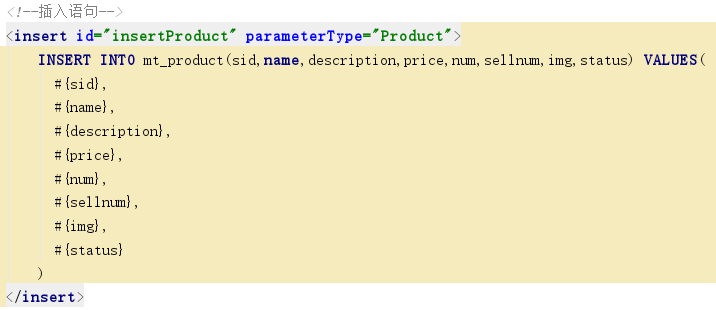 <!--插入语句-->
<insert id="insertProduct" parameterType="Product">
INSERT INTO mt_product(sid,name,description,price,num,sellnum,img,status) VALUES(
#{sid},
#{name},
#{description},
#{price},
#{num},
#{sellnum},
#{img},
#{status}
)
</insert>